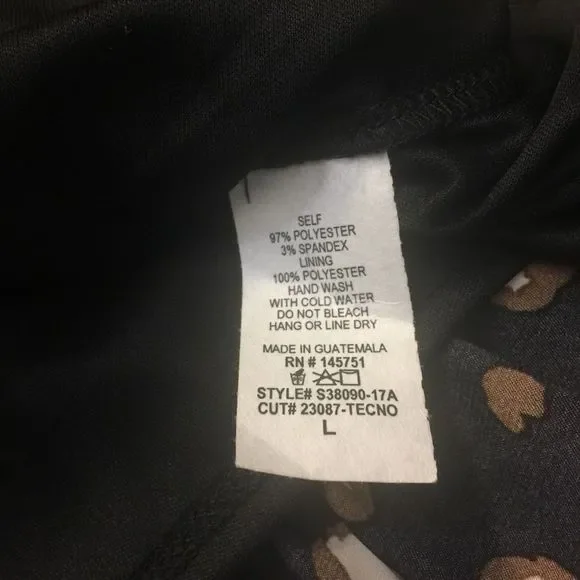 SELF
97% POLYESTER
3% SPANDEX
LINING
100% POLYESTER
HAND WASH
WITH COLD WATER
DO NOT BLEACH
HANG OR LINE DRY
MADE IN GUATEMALA
RN # 145751
STYLE# S38090-17A
CUT# 23087-TECNO
L